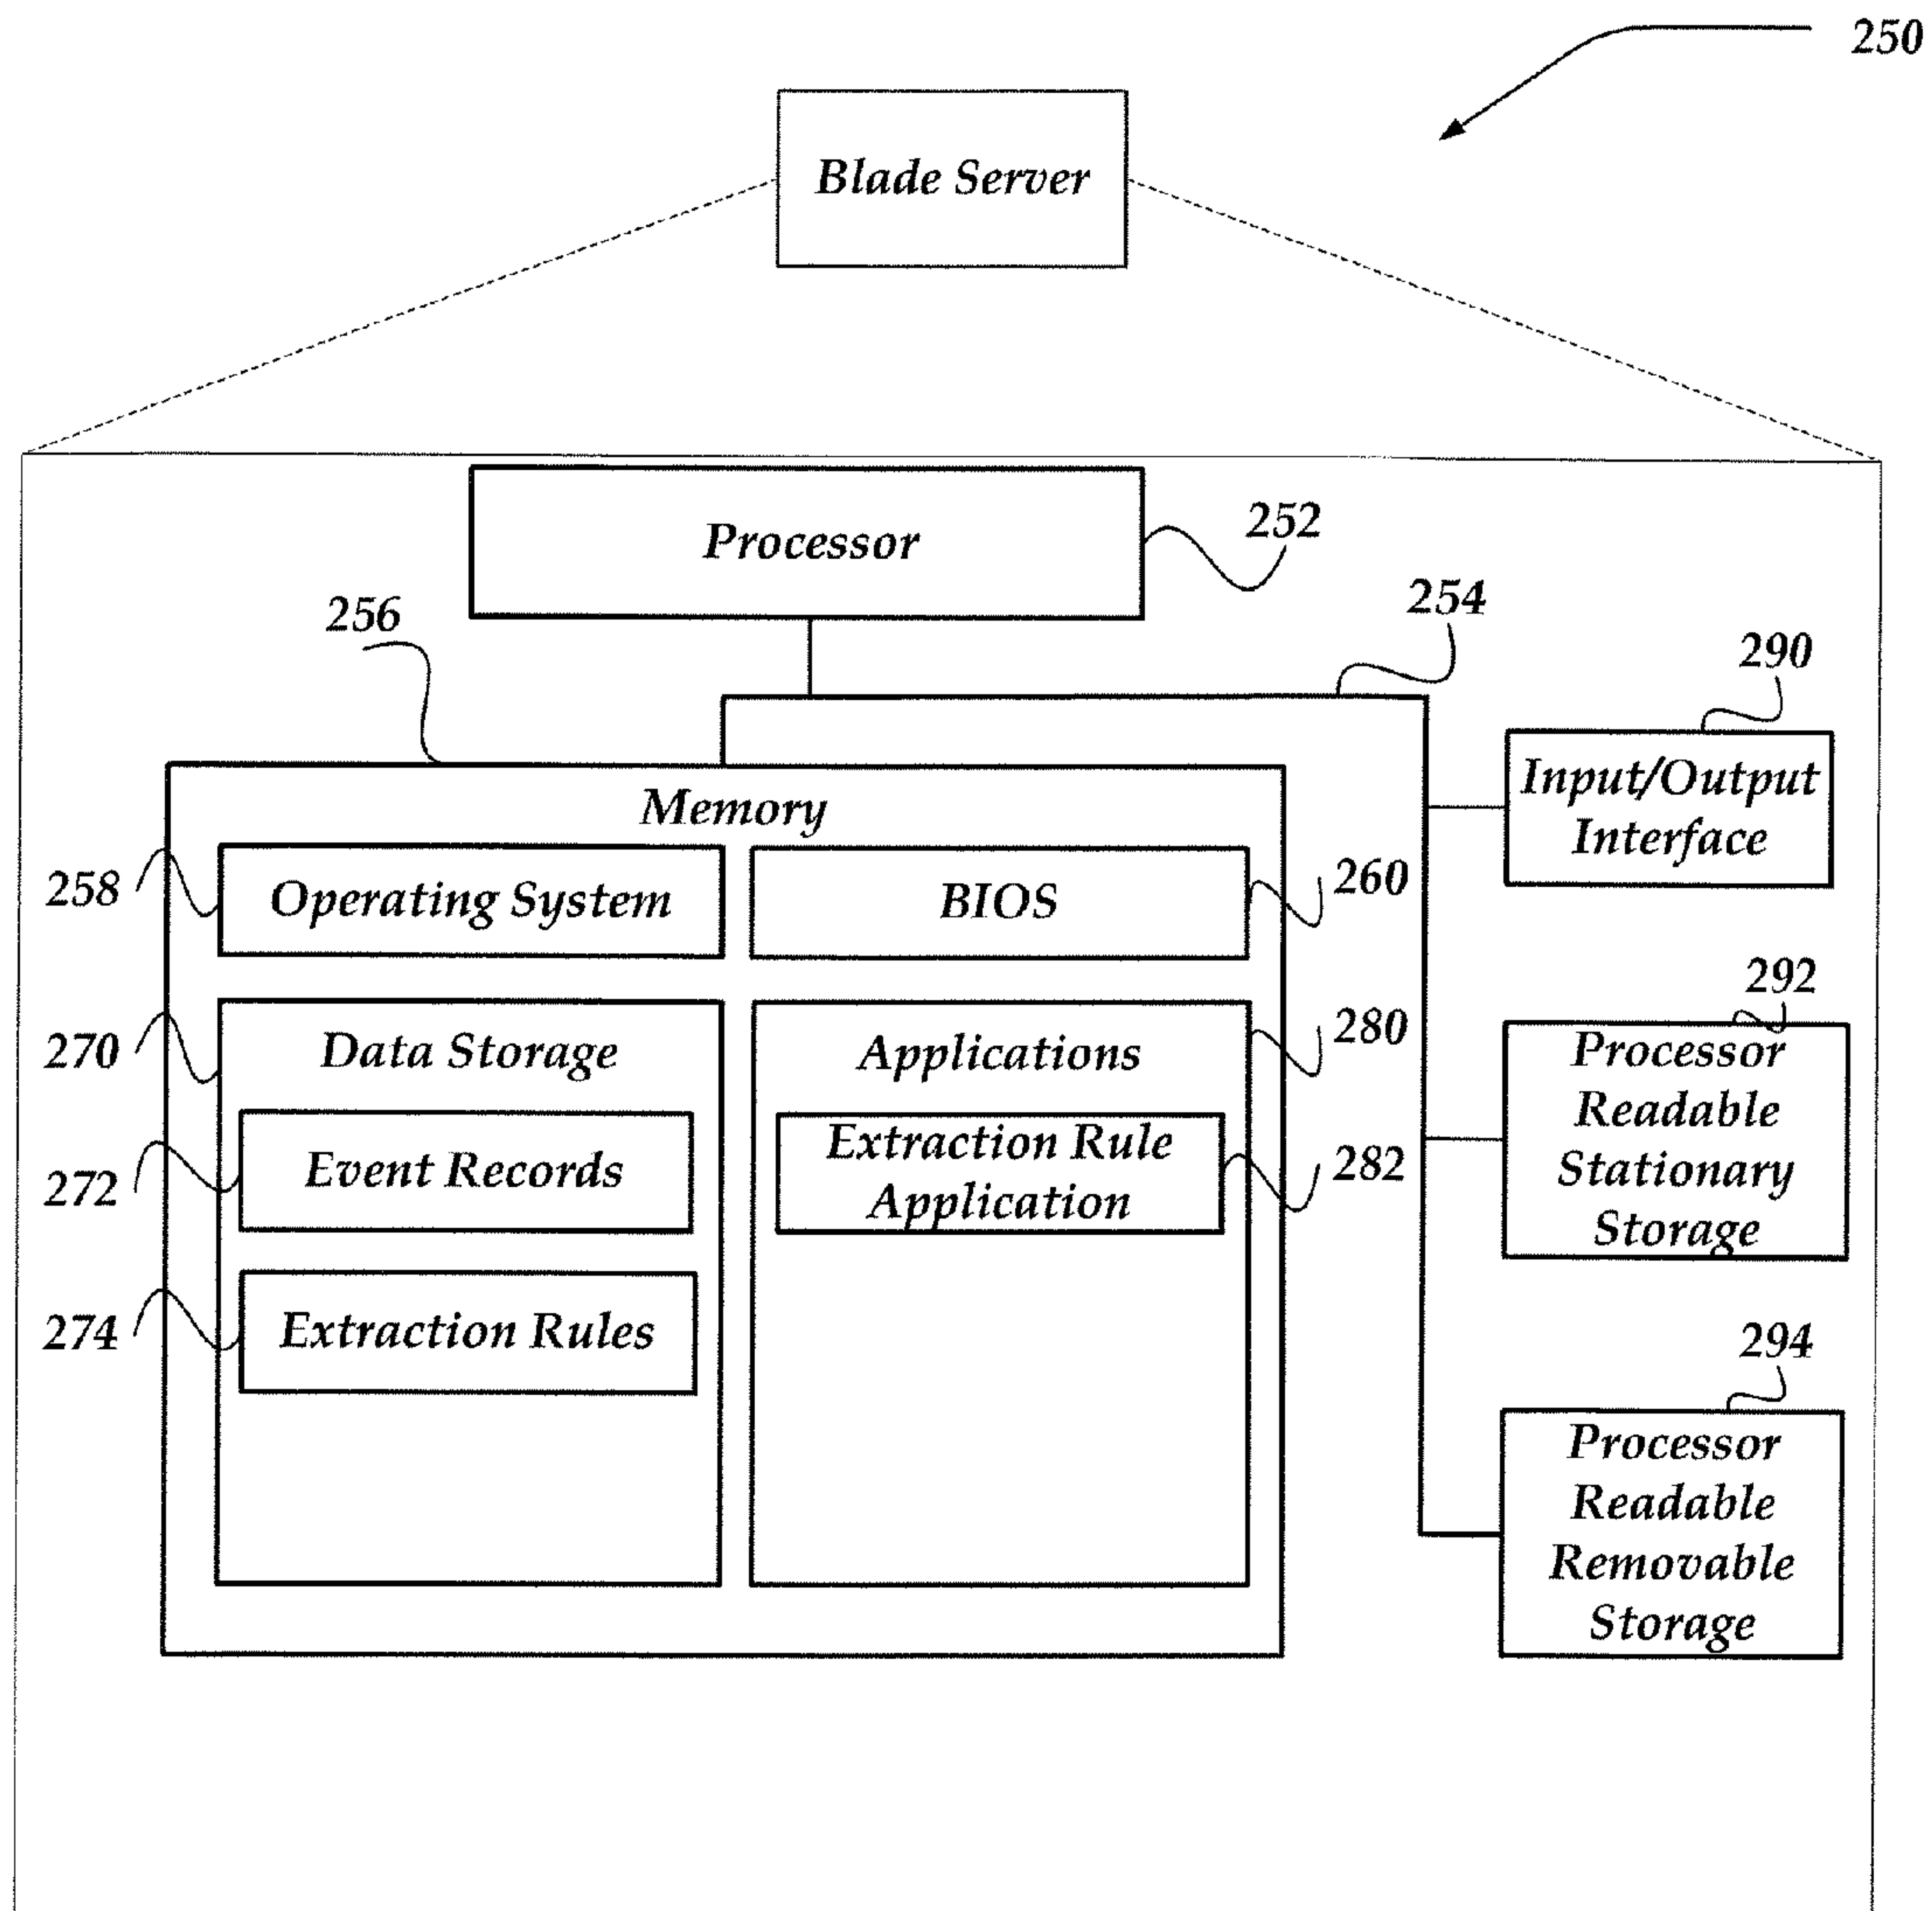 250
Blade Server
Processor
252
254
256
290
Input/Output
Interface
Memory
258
Operating System
BIOS
260
292
Processor
Readable
Stationary
Storage
270
Data Storage
Applications
280
272
Event Records
Extraction Rule
Application
282
274
Extraction Rules
294
Processor
Readable
Removable
Storage